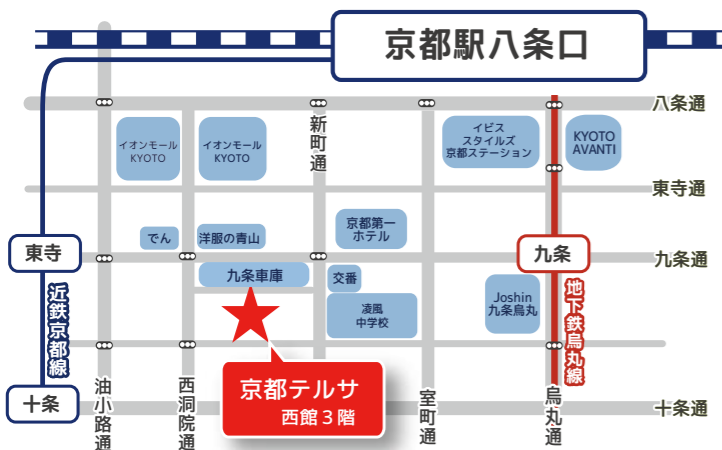 京都駅八条口
八条通
新町通
イオンモール
KYOTO
イオンモール
KYOTO
イビス
スタイルズ
京都ステーション
KYOTO
AVANTI
東寺通
でん
洋服の青山
京都第一
ホテル
東寺
九条
九条通
九条車庫
交番
凌風
中学校
Joshin
九条烏丸
近鉄京都線
地下鉄烏丸線
京都テルサ
西館3階
十条
油小路通
西洞院通
室町通
烏丸通
十条通